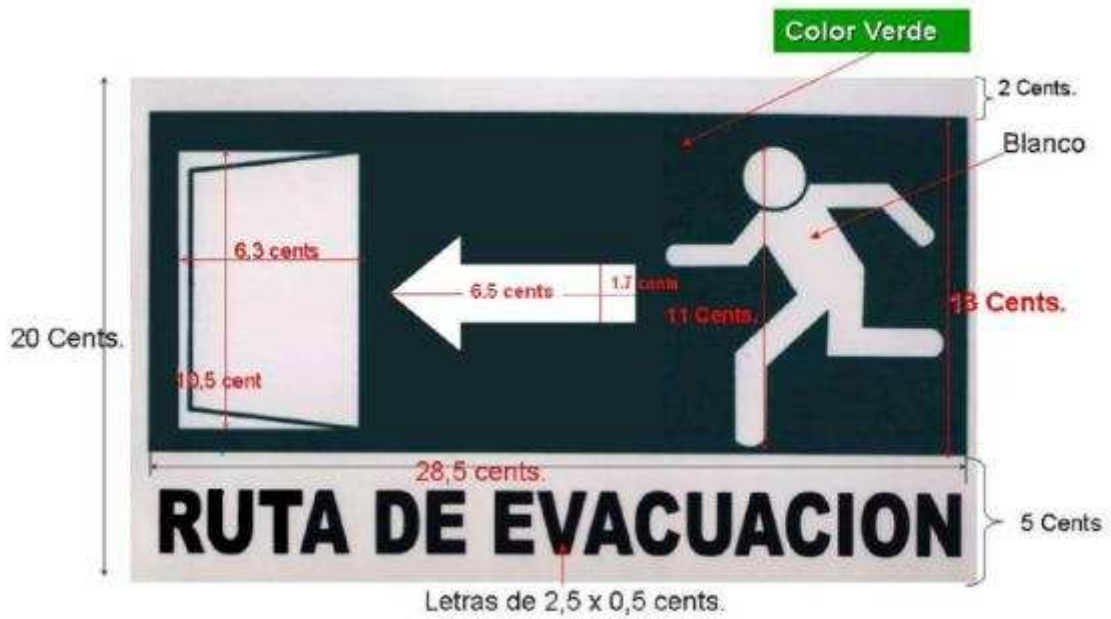 Color Verde
2 Cents.
Blanco
6,3 cents
6.5 cents
1.7 cents
11 Cents.
13 Cents.
20 Cents.
10,5 cent
28,5 cents.
RUTA DE EVACUACION
5 Cents
Letras de 2,5 x 0,5 cents.